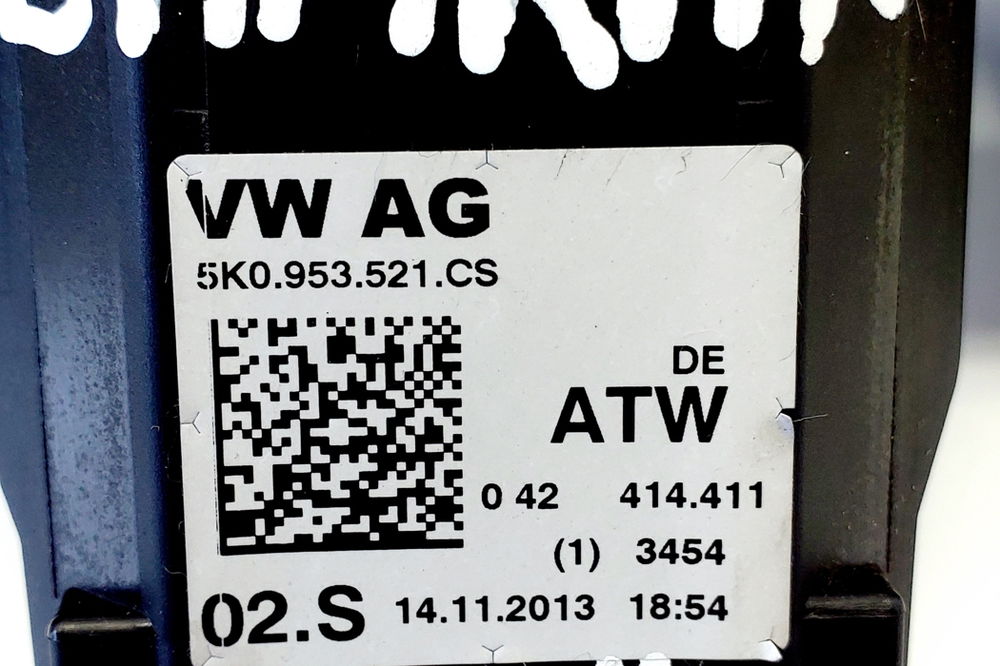 VW AG
5K0.953.521.CS
DE
ATW
0 42 414.411
(1) 3454
02.S 14.11.2013 18:54